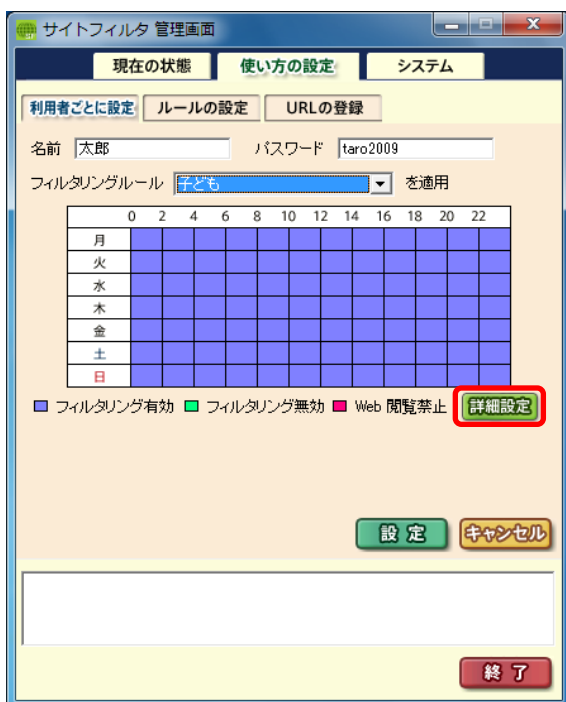 サイトフィルタ 管理画面
現在の状態 使い方の設定 システム
利用者ごとに設定 ルールの設定 URLの登録
名前 太郎 パスワード taro2009
フィルタリングルール 子ども を適用
0 2 4 6 8 10 12 14 16 18 20 22
月
火
水
木
金
土
日
フィルタリング有効 フィルタリング無効 Web 閲覧禁止 詳細設定
設定 キャンセル
終了